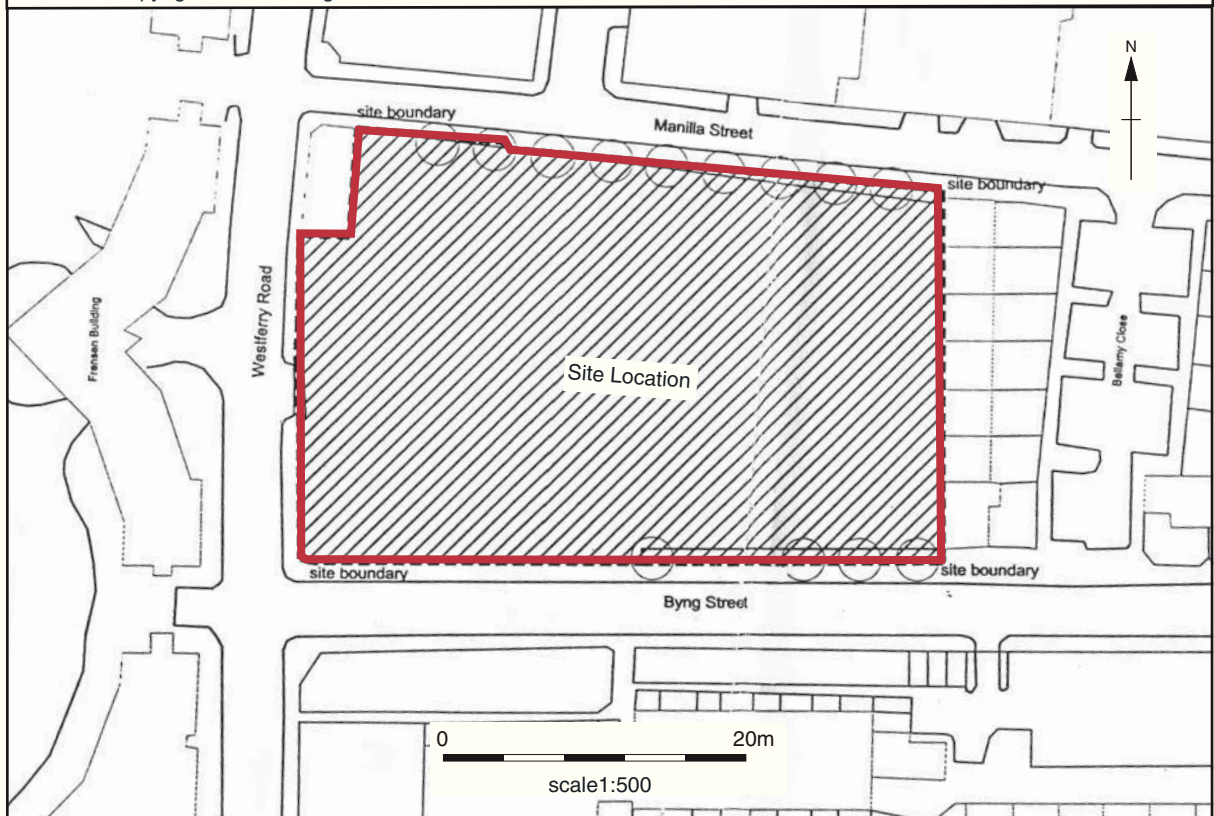 N
site boundary
Manilla Street
site boundary
Westferry Road
Fransen Building
Bellamy Close
Site Location
site boundary
site boundary
Byng Street
0 20m
scale1:500